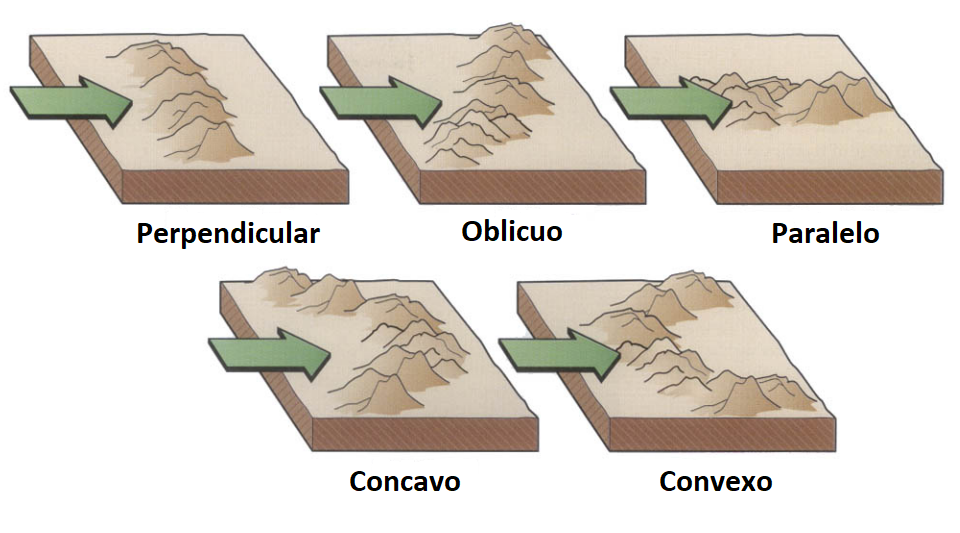 Perpendicular
Oblicuo
Paralelo
Concavo
Convexo